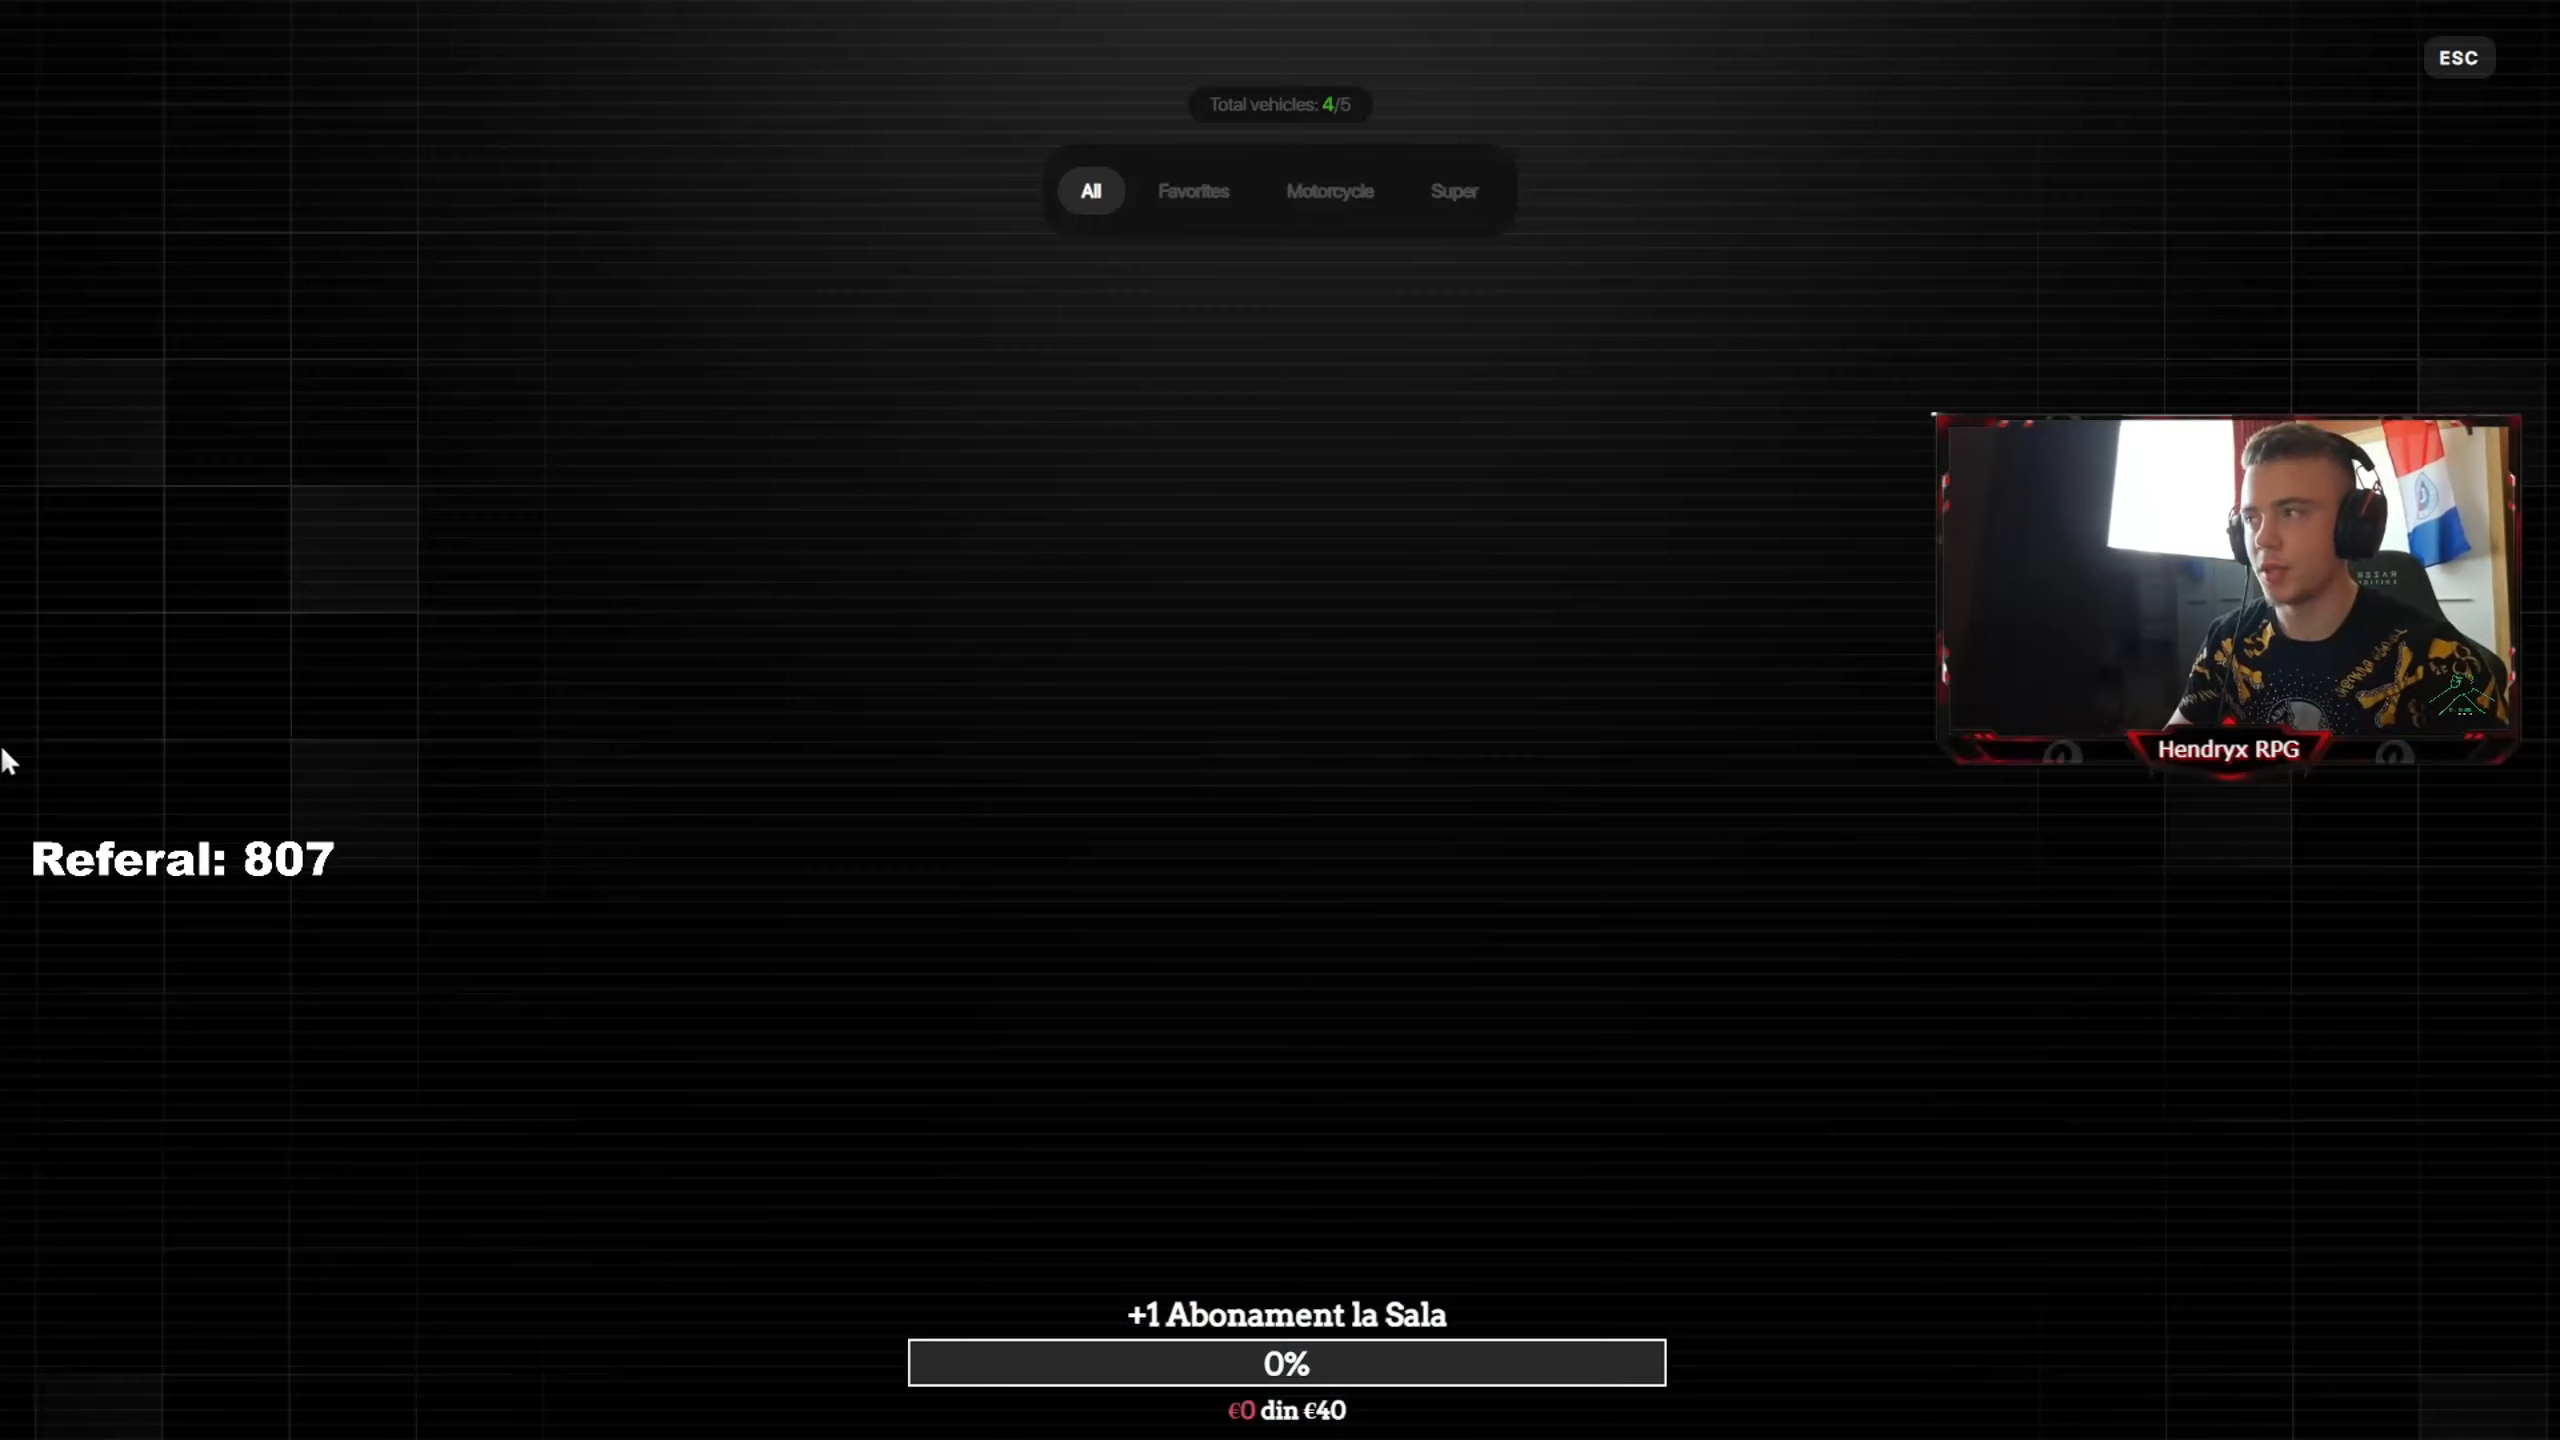 ESC
Total vehicles: 4/5
All Favorites Motorcycle Super
Hendryx RPG
Referal: 807
+1 Abonament la Sala
0%
€0 din €40